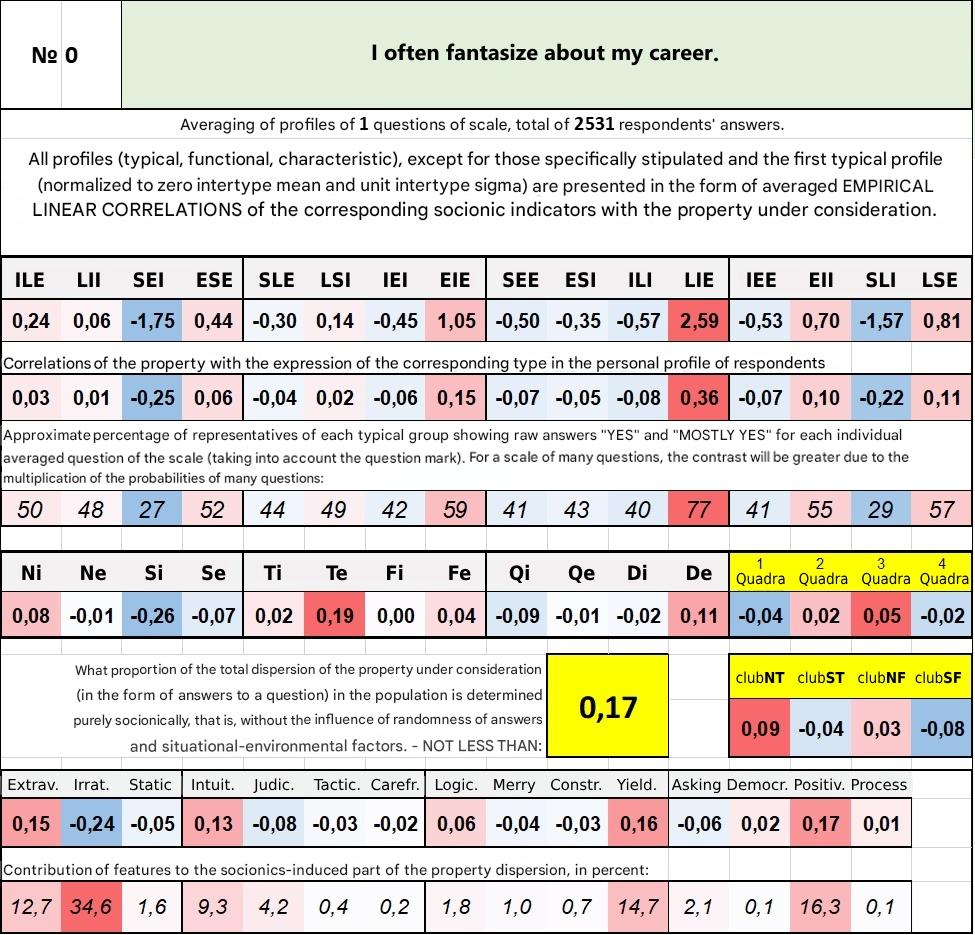 № 0
I often fantasize about my career.
Averaging of profiles of 1 questions of scale, total of 2531 respondents' answers.
All profiles (typical, functional, characteristic), except for those specifically stipulated and the first typical profile
(normalized to zero intertype mean and unit intertype sigma) are presented in the form of averaged EMPIRICAL
LINEAR CORRELATIONS of the corresponding socionic indicators with the property under consideration.
ILE LII SEI ESE SLE LSI IEI EIE SEE ESI ILI LIE IEE EII SLI LSE
0,24 0,06 -1,75 0,44 -0,30 0,14 -0,45 1,05 -0,50 -0,35 -0,57 2,59 -0,53 0,70 -1,57 0,81
Correlations of the property with the expression of the corresponding type in the personal profile of respondents
0,03 0,01 -0,25 0,06 -0,04 0,02 -0,06 0,15 -0,07 -0,05 -0,08 0,36 -0,07 0,10 -0,22 0,11
Approximate percentage of representatives of each typical group showing raw answers "YES" and "MOSTLY YES" for each individual
averaged question of the scale (taking into account the question mark). For a scale of many questions, the contrast will be greater due to the
multiplication of the probabilities of many questions:
50 48 27 52 44 49 42 59 41 43 40 77 41 55 29 57
Ni Ne Si Se Ti Te Fi Fe Qi Qe Di De 1 Quadra 2 Quadra 3 Quadra 4 Quadra
0,08 -0,01 -0,26 -0,07 0,02 0,19 0,00 0,04 -0,09 -0,01 -0,02 0,11 -0,04 0,02 0,05 -0,02
What proportion of the total dispersion of the property under consideration
(in the form of answers to a question) in the population is determined
purely socionically, that is, without the influence of randomness of answers
and situational-environmental factors. - NOT LESS THAN:
0,17
clubNT clubST clubNF clubSF
0,09 -0,04 0,03 -0,08
Extrav. Irrat. Static Intuit. Judic. Tactic. Carefr. Logic. Merry Constr. Yield. Asking Democr. Positiv. Process
0,15 -0,24 -0,05 0,13 -0,08 -0,03 -0,02 0,06 -0,04 -0,03 0,16 -0,06 0,02 0,17 0,01
Contribution of features to the socionics-induced part of the property dispersion, in percent:
12,7 34,6 1,6 9,3 4,2 0,4 0,2 1,8 1,0 0,7 14,7 2,1 0,1 16,3 0,1